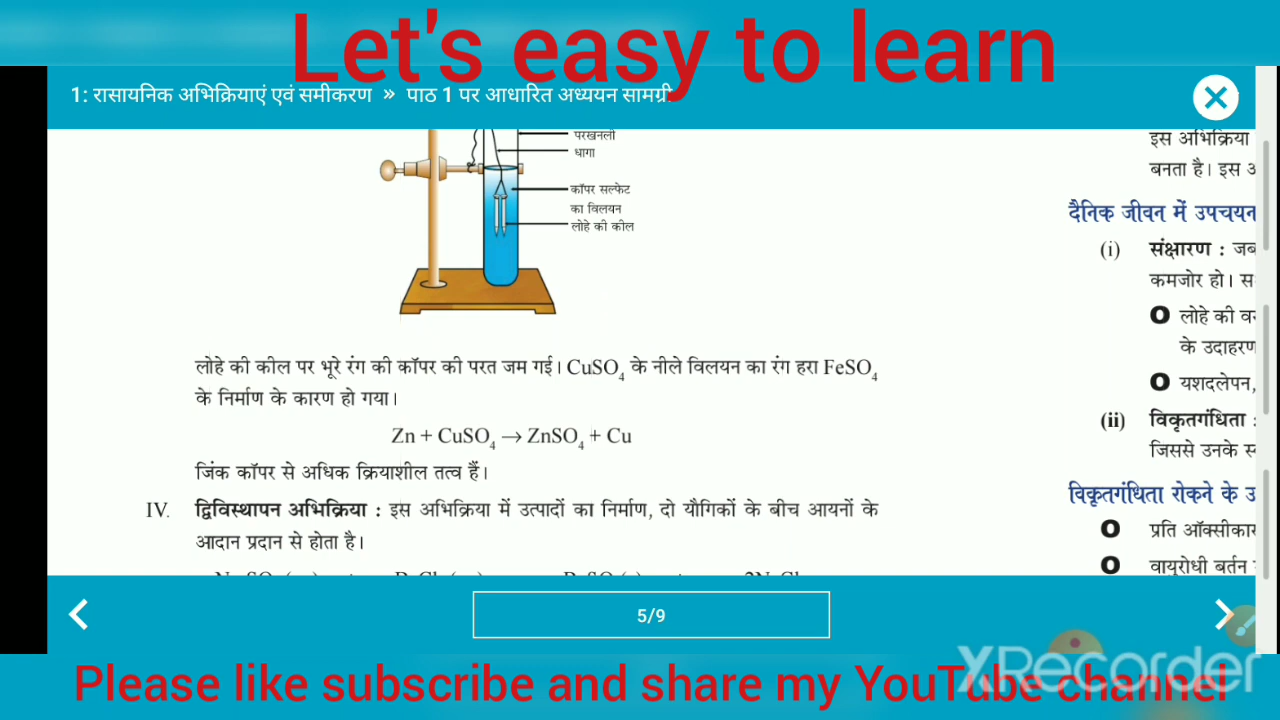 Let's easy to learn
1: रासायनिक अभिक्रियाएं एवं समीकरण » पाठ 1 पर आधारित अध्ययन सामग्री
परखनली
धागा
कॉपर सल्फेट
का विलयन
लोहे की कील
लोहे की कील पर भूरे रंग की कॉपर की परत जम गई। CuSO₄ के नीले विलयन का रंग हरा FeSO₄
के निर्माण के कारण हो गया।
Zn + CuSO₄ → ZnSO₄ + Cu
जिंक कॉपर से अधिक क्रियाशील तत्व हैं।
IV. द्विविस्थापन अभिक्रिया : इस अभिक्रिया में उत्पादों का निर्माण, दो यौगिकों के बीच आयनों के
आदान प्रदान से होता है।
इस अभिक्रिया
बनता है। इस
दैनिक जीवन में उपचयन
(i) संक्षारण : जब
कमजोर हो।
लोहे की
के उदाहरण
यशदलेपन,
(ii) विकृतगंधिता :
जिससे उनके
विकृतगंधिता रोकने के
प्रति
वायुरोधी बर्तन
5/9
XRecorder
Please like subscribe and share my YouTube channel